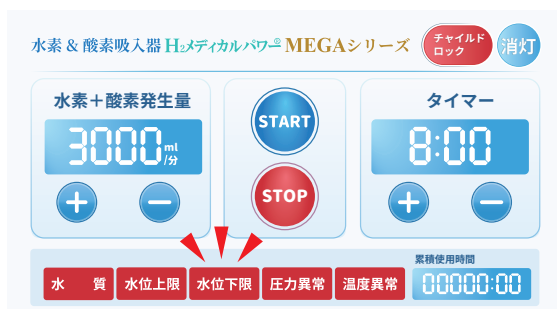 水素 & 酸素吸入器 H₂メディカルパワー® MEGAシリーズ
チャイルド
ロック
消灯
水素＋酸素発生量
3000 ml/分
START
STOP
タイマー
8:00
水 質
水位上限
水位下限
圧力異常
温度異常
累積使用時間
00000:00